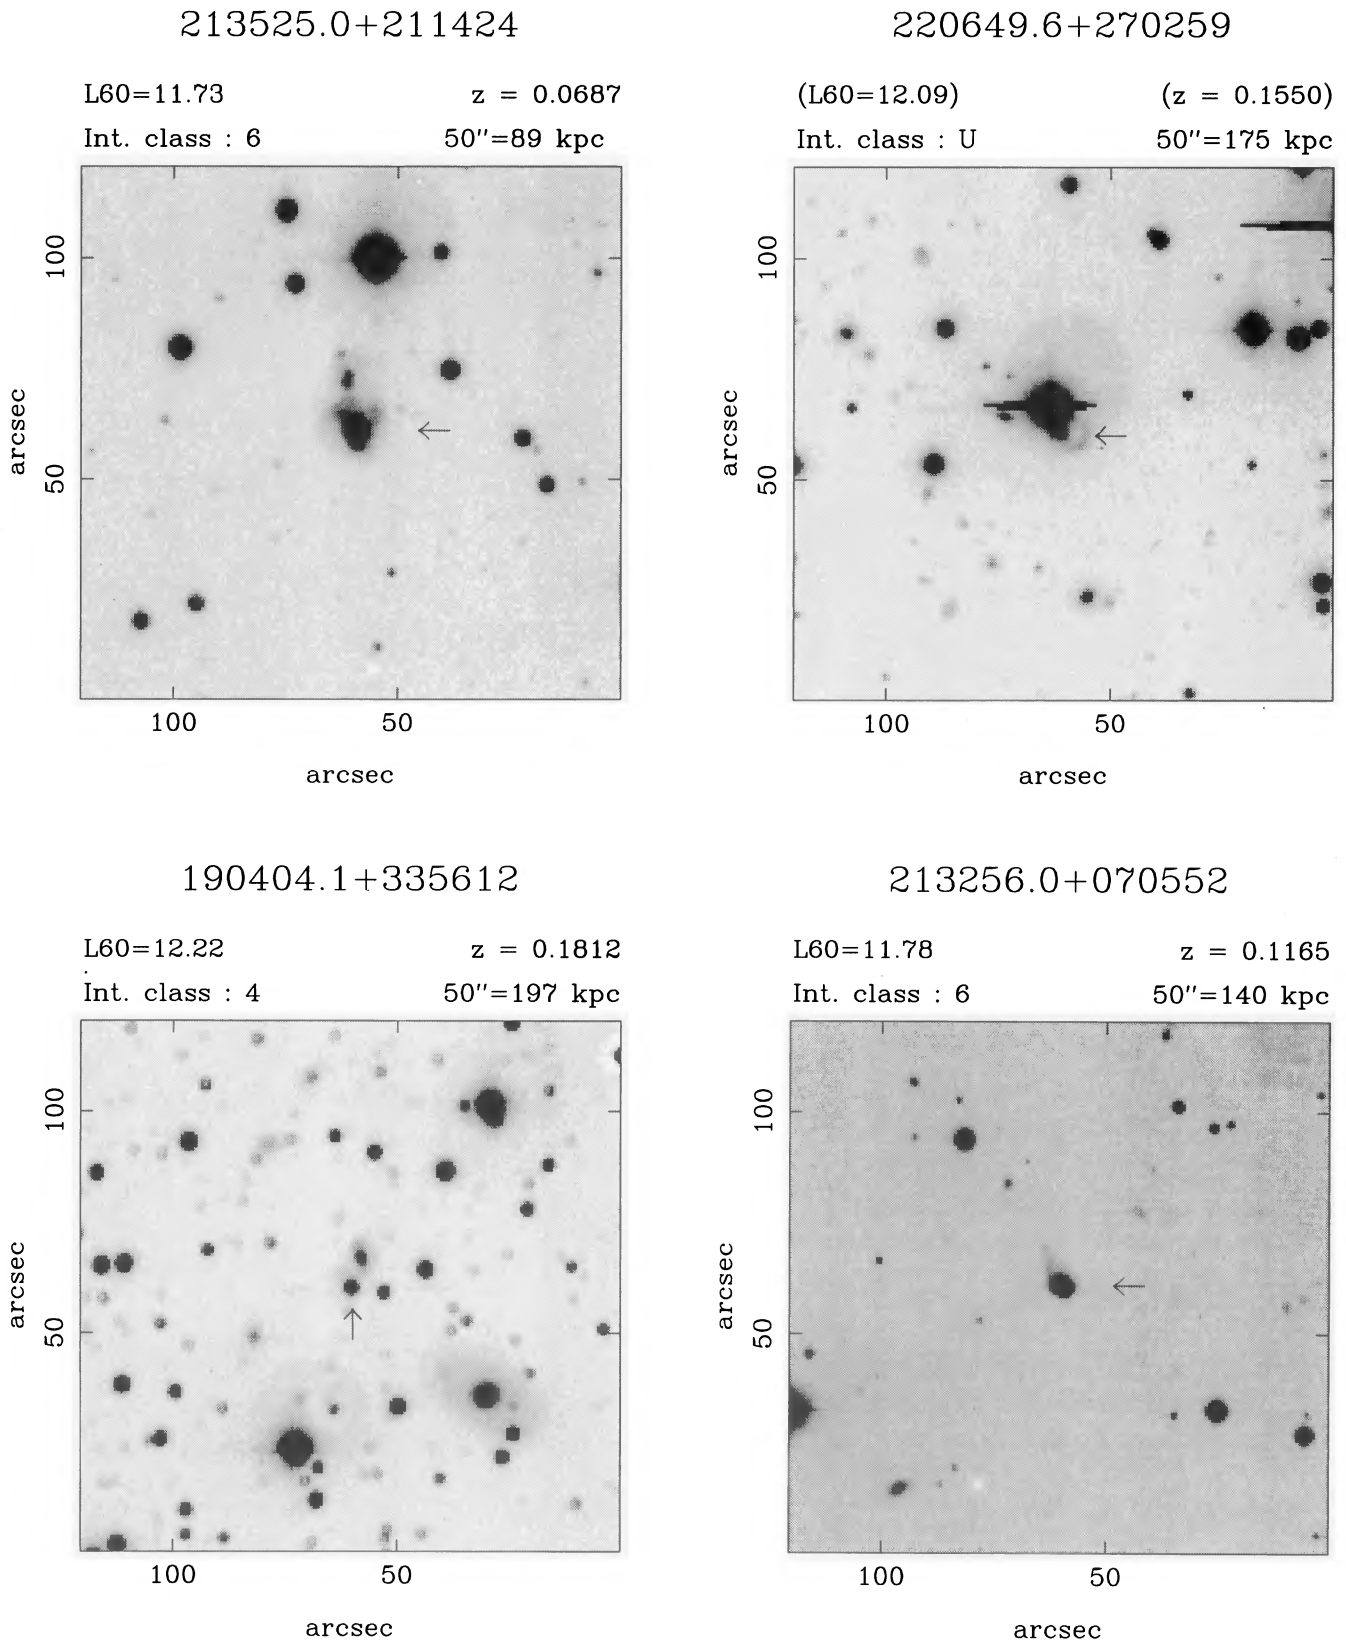 213525.0+211424
L60=11.73 z = 0.0687
Int. class : 6 50″=89 kpc
100
50
arcsec
100 50
arcsec
220649.6+270259
(L60=12.09) (z = 0.1550)
Int. class : U 50″=175 kpc
100
50
arcsec
100 50
arcsec
190404.1+335612
L60=12.22 z = 0.1812
Int. class : 4 50″=197 kpc
100
50
arcsec
100 50
arcsec
213256.0+070552
L60=11.78 z = 0.1165
Int. class : 6 50″=140 kpc
100
50
arcsec
100 50
arcsec